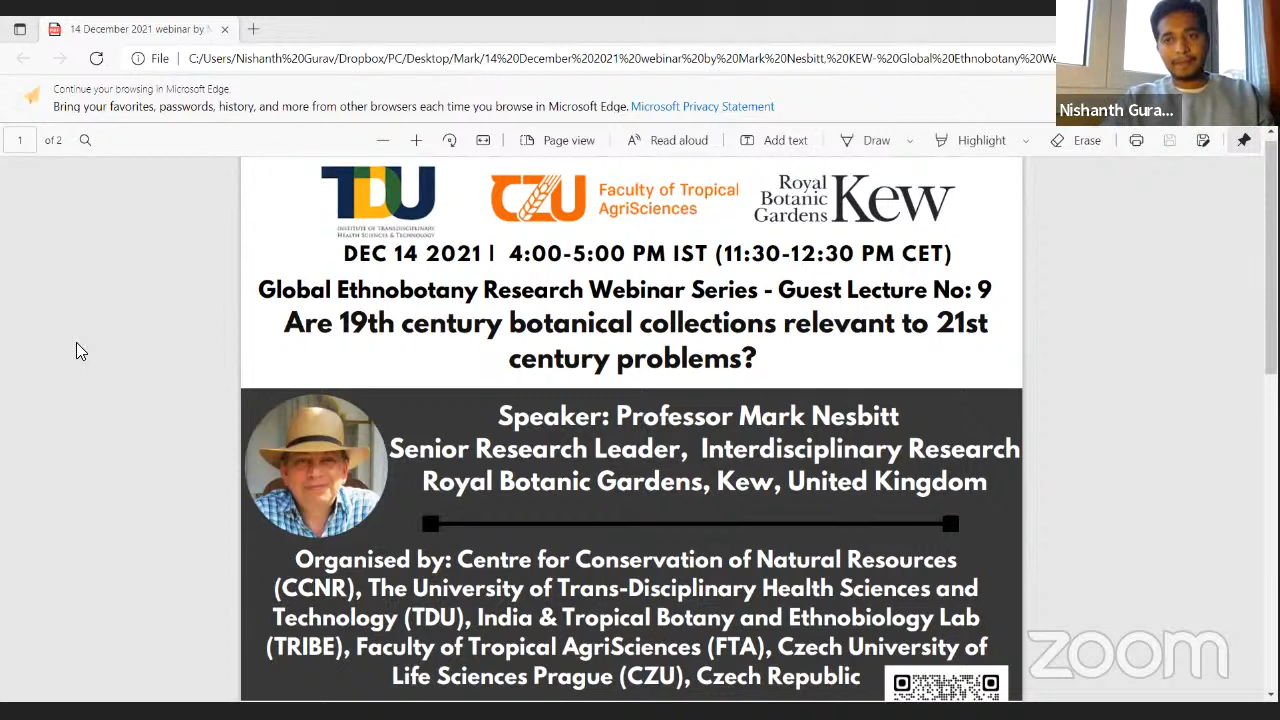 14 December 2021 webinar by
File
C:/Users/Nishanth%20Gurav/Dropbox/PC/Desktop/Mark/14%20December%202021%20webinar%20by%20Mark%20Nesbitt,%20KEW-%20Global%20Ethnobotany%20We
Nishanth Gura...
Continue your browsing in Microsoft Edge.
Bring your favorites, passwords, history, and more from other browsers each time you browse in Microsoft Edge. Microsoft Privacy Statement
1 of 2 Page view Read aloud Add text Draw Highlight Erase
TDU
INSTITUTE OF TRANSDISCIPLINARY
HEALTH SCIENCES & TECHNOLOGY
CZU
Faculty of Tropical
AgriSciences
Royal
Botanic
Gardens
Kew
DEC 14 2021 | 4:00-5:00 PM IST (11:30-12:30 PM CET)
Global Ethnobotany Research Webinar Series - Guest Lecture No: 9
Are 19th century botanical collections relevant to 21st
century problems?
Speaker: Professor Mark Nesbitt
Senior Research Leader, Interdisciplinary Research
Royal Botanic Gardens, Kew, United Kingdom
Organised by: Centre for Conservation of Natural Resources
(CCNR), The University of Trans-Disciplinary Health Sciences and
Technology (TDU), India & Tropical Botany and Ethnobiology Lab
(TRIBE), Faculty of Tropical AgriSciences (FTA), Czech University of
Life Sciences Prague (CZU), Czech Republic
zoom